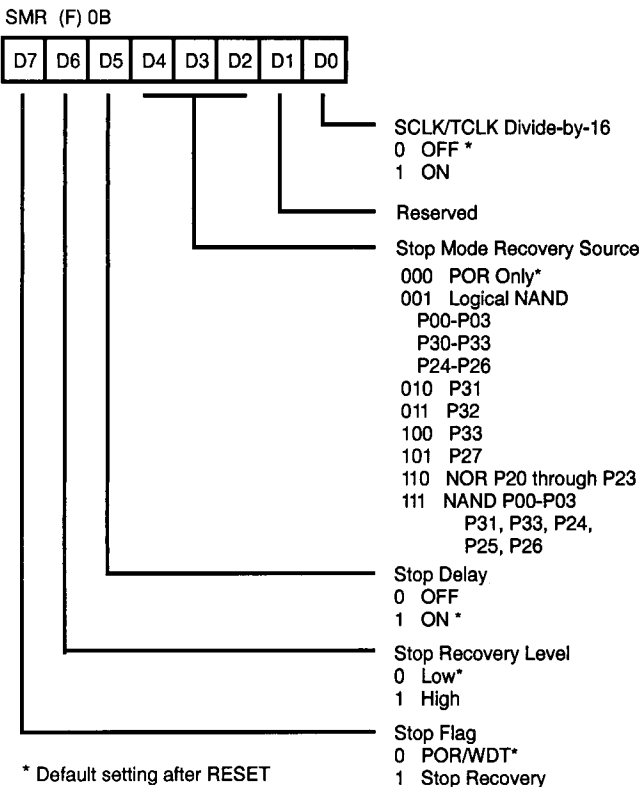 SMR (F) 0B
D7 D6 D5 D4 D3 D2 D1 D0
SCLK/TCLK Divide-by-16
0 OFF *
1 ON
Reserved
Stop Mode Recovery Source
000 POR Only*
001 Logical NAND
P00-P03
P30-P33
P24-P26
010 P31
011 P32
100 P33
101 P27
110 NOR P20 through P23
111 NAND P00-P03
P31, P33, P24,
P25, P26
Stop Delay
0 OFF
1 ON *
Stop Recovery Level
0 Low*
1 High
Stop Flag
0 POR/WDT*
1 Stop Recovery
* Default setting after RESET